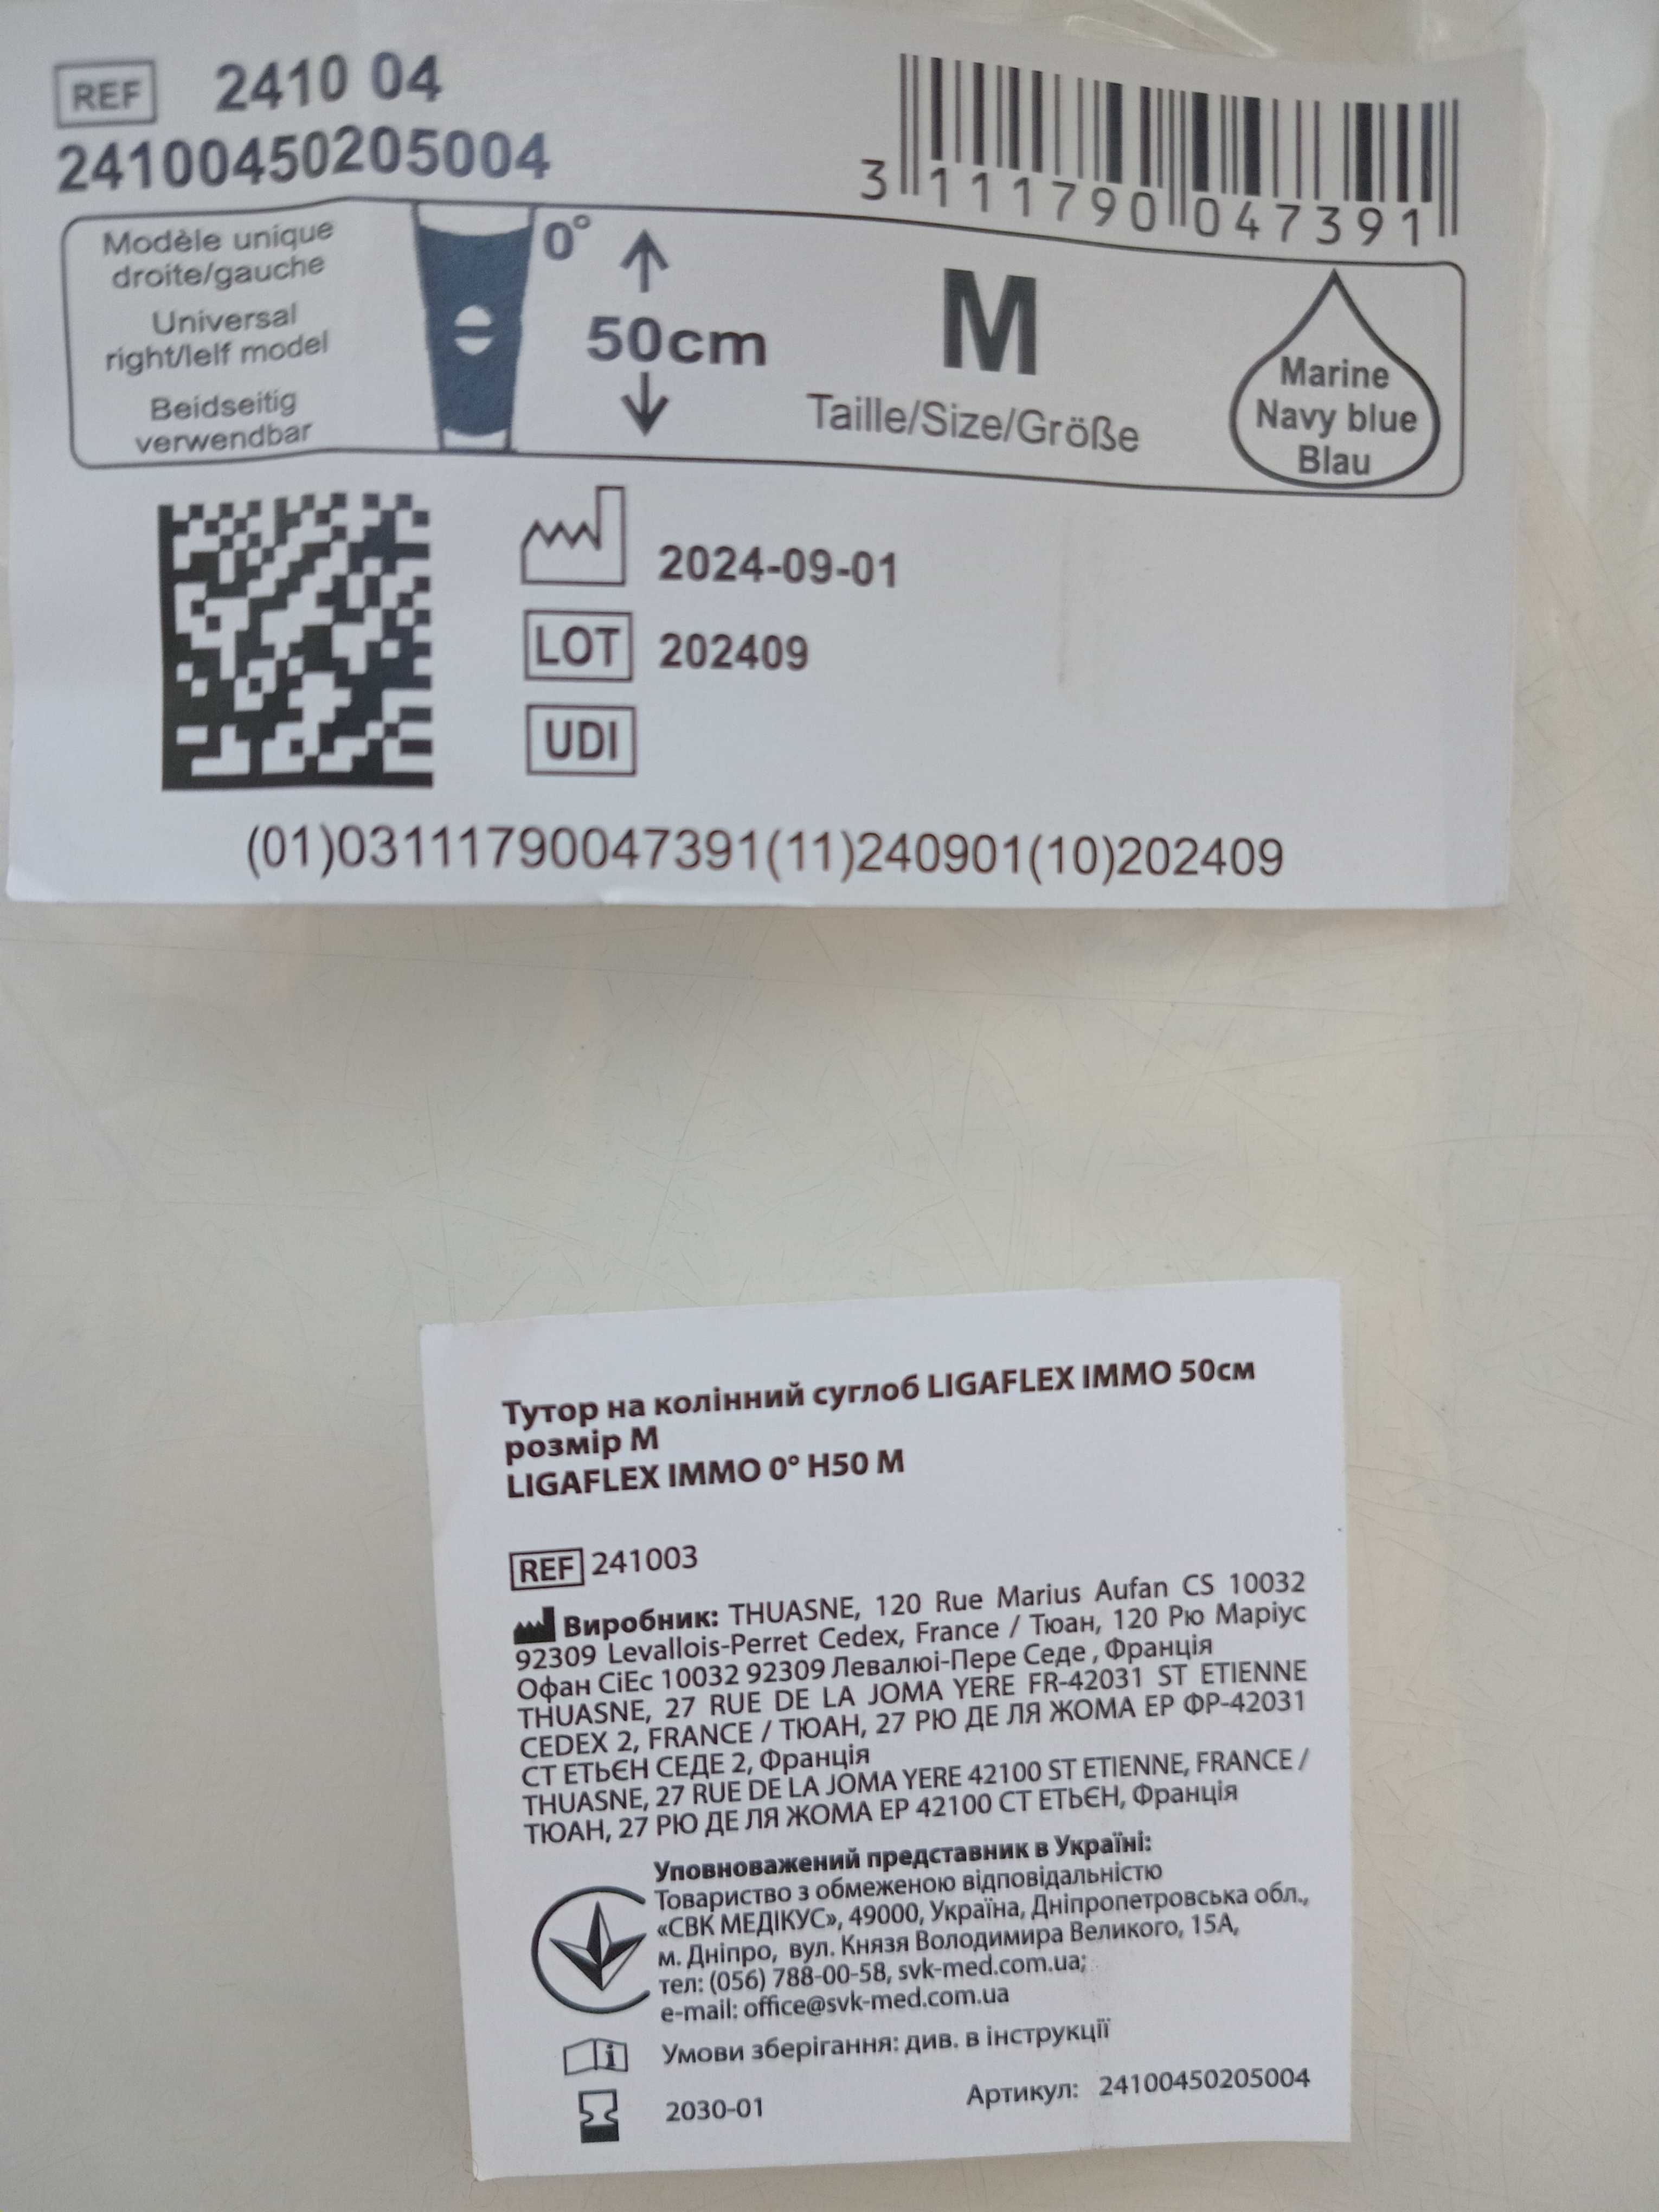 REF 2410 04
24100450205004
3 111790 047391
Modèle unique
droite/gauche
Universal
right/lelf model
Beidseitig
verwendbar
0°
50cm
M
Taille/Size/Größe
Marine
Navy blue
Blau
2024-09-01
LOT 202409
UDI
(01)03111790047391(11)240901(10)202409
Тутор на колінний суглоб LIGAFLEX IMMO 50см
розмір М
LIGAFLEX IMMO 0° H50 M
REF 241003
Виробник: THUASNE, 120 Rue Marius Aufan CS 10032
92309 Levallois-Perret Cedex, France / Тюан, 120 Рю Маріус
Офан СіЕс 10032 92309 Левалюі-Пере Седе , Франція
THUASNE, 27 RUE DE LA JOMA YERE FR-42031 ST ETIENNE
CEDEX 2, FRANCE / ТЮАН, 27 РЮ ДЕ ЛЯ ЖОМА ЕР ФР-42031
СТ ЕТЬЄН СЕДЕ 2, Франція
THUASNE, 27 RUE DE LA JOMA YERE 42100 ST ETIENNE, FRANCE /
ТЮАН, 27 РЮ ДЕ ЛЯ ЖОМА ЕР 42100 СТ ЕТЬЄН, Франція
Уповноважений представник в Україні:
Товариство з обмеженою відповідальністю
«СВК МЕДІКУС», 49000, Україна, Дніпропетровська обл.,
м. Дніпро, вул. Князя Володимира Великого, 15А,
тел: (056) 788-00-58, svk-med.com.ua;
e-mail: office@svk-med.com.ua
Умови зберігання: див. в інструкції
2030-01 Артикул: 24100450205004